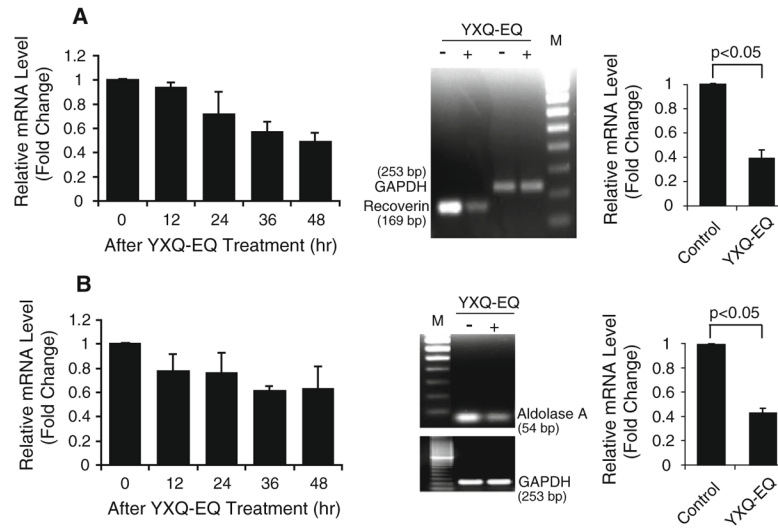 A
Relative mRNA Level
(Fold Change)
1.2
1
0.8
0.6
0.4
0.2
0
0 12 24 36 48
After YXQ-EQ Treatment (hr)
YXQ-EQ
- + - + M
(253 bp)
GAPDH
Recoverin
(169 bp)
Relative mRNA Level
(Fold Change)
p<0.05
1
0.8
0.6
0.4
0.2
0
Control YXQ-EQ
B
Relative mRNA Level
(Fold Change)
1.2
1
0.8
0.6
0.4
0.2
0
0 12 24 36 48
After YXQ-EQ Treatment (hr)
YXQ-EQ
M - +
Aldolase A
(54 bp)
GAPDH
(253 bp)
Relative mRNA Level
(Fold Change)
p<0.05
1
0.8
0.6
0.4
0.2
0
Control YXQ-EQ